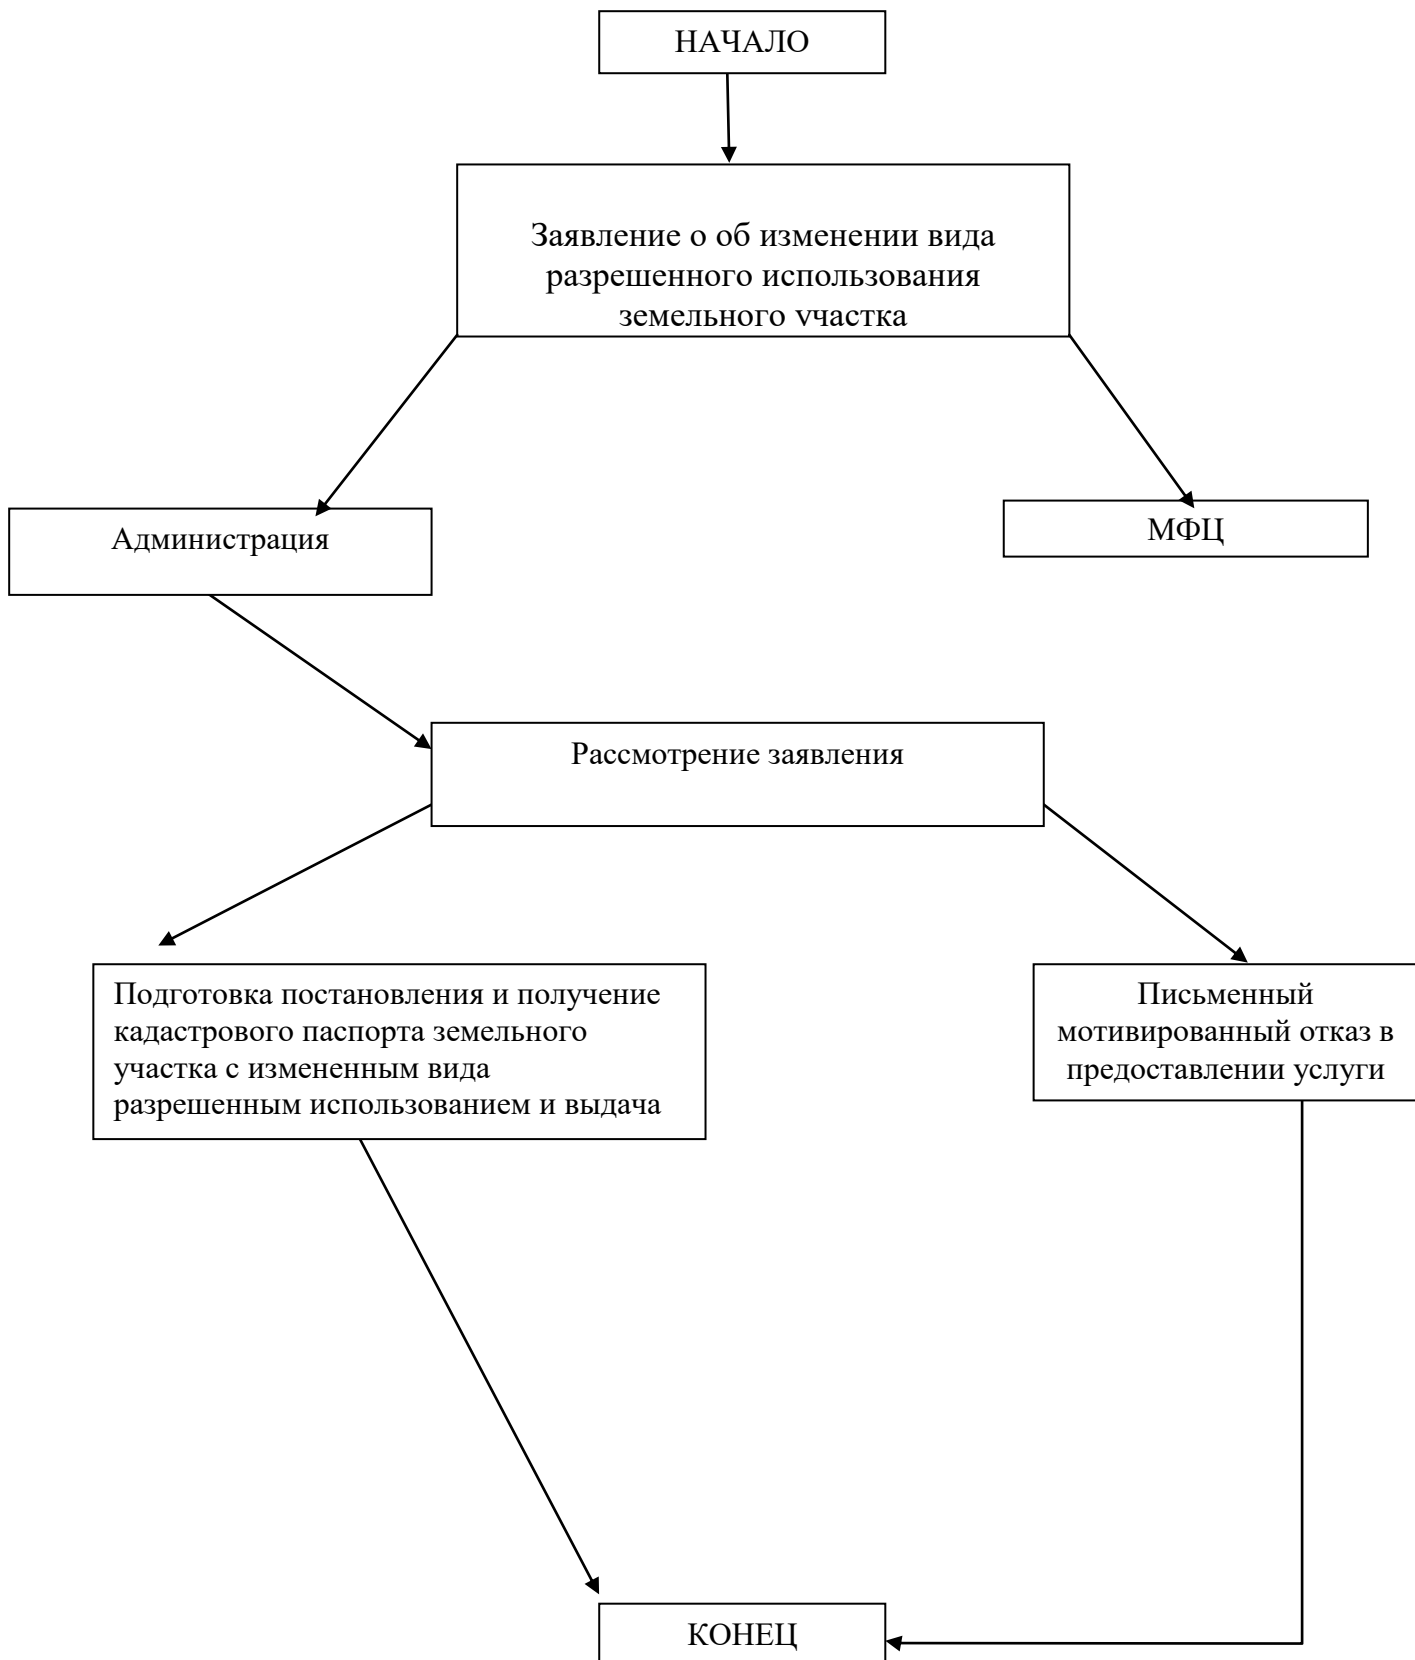 НАЧАЛО
Заявление о об изменении вида
разрешенного использования
земельного участка
Администрация
МФЦ
Рассмотрение заявления
Подготовка постановления и получение
кадастрового паспорта земельного
участка с измененным вида
разрешенным использованием и выдача
Письменный
мотивированный отказ в
предоставлении услуги
КОНЕЦ